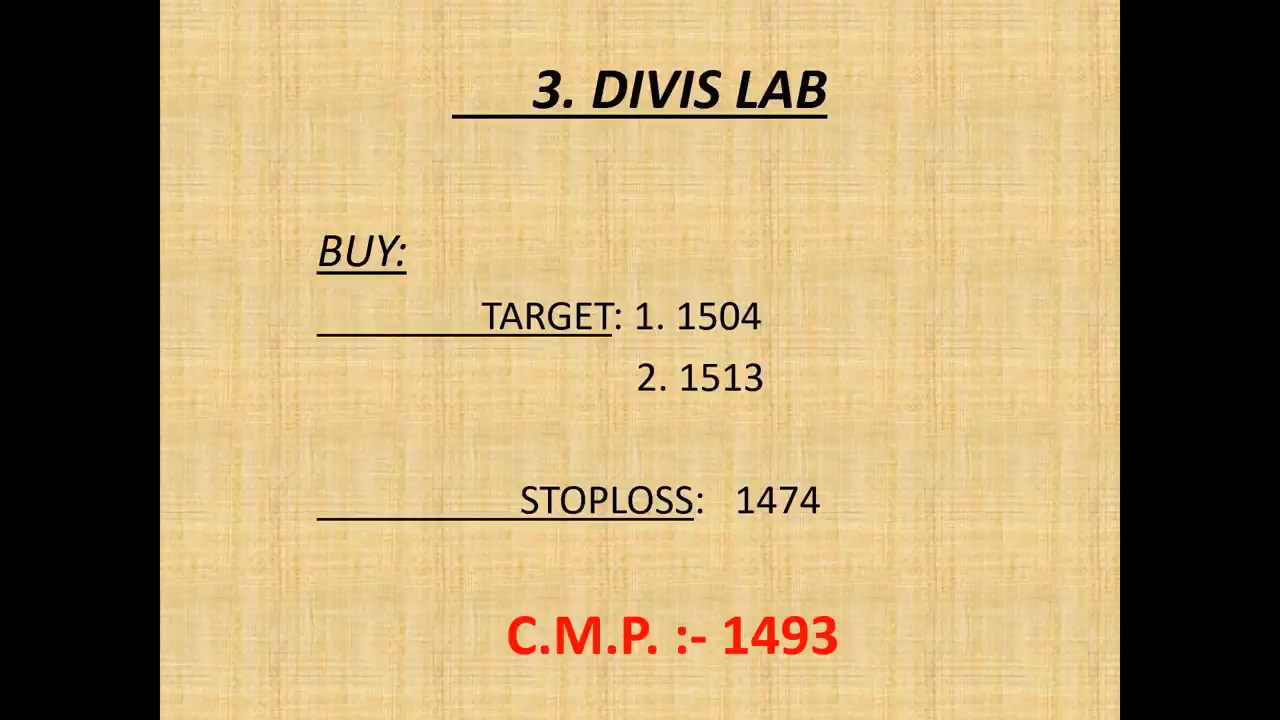 3. DIVIS LAB
BUY:
TARGET: 1. 1504
2. 1513
STOPLOSS: 1474
C.M.P. :- 1493